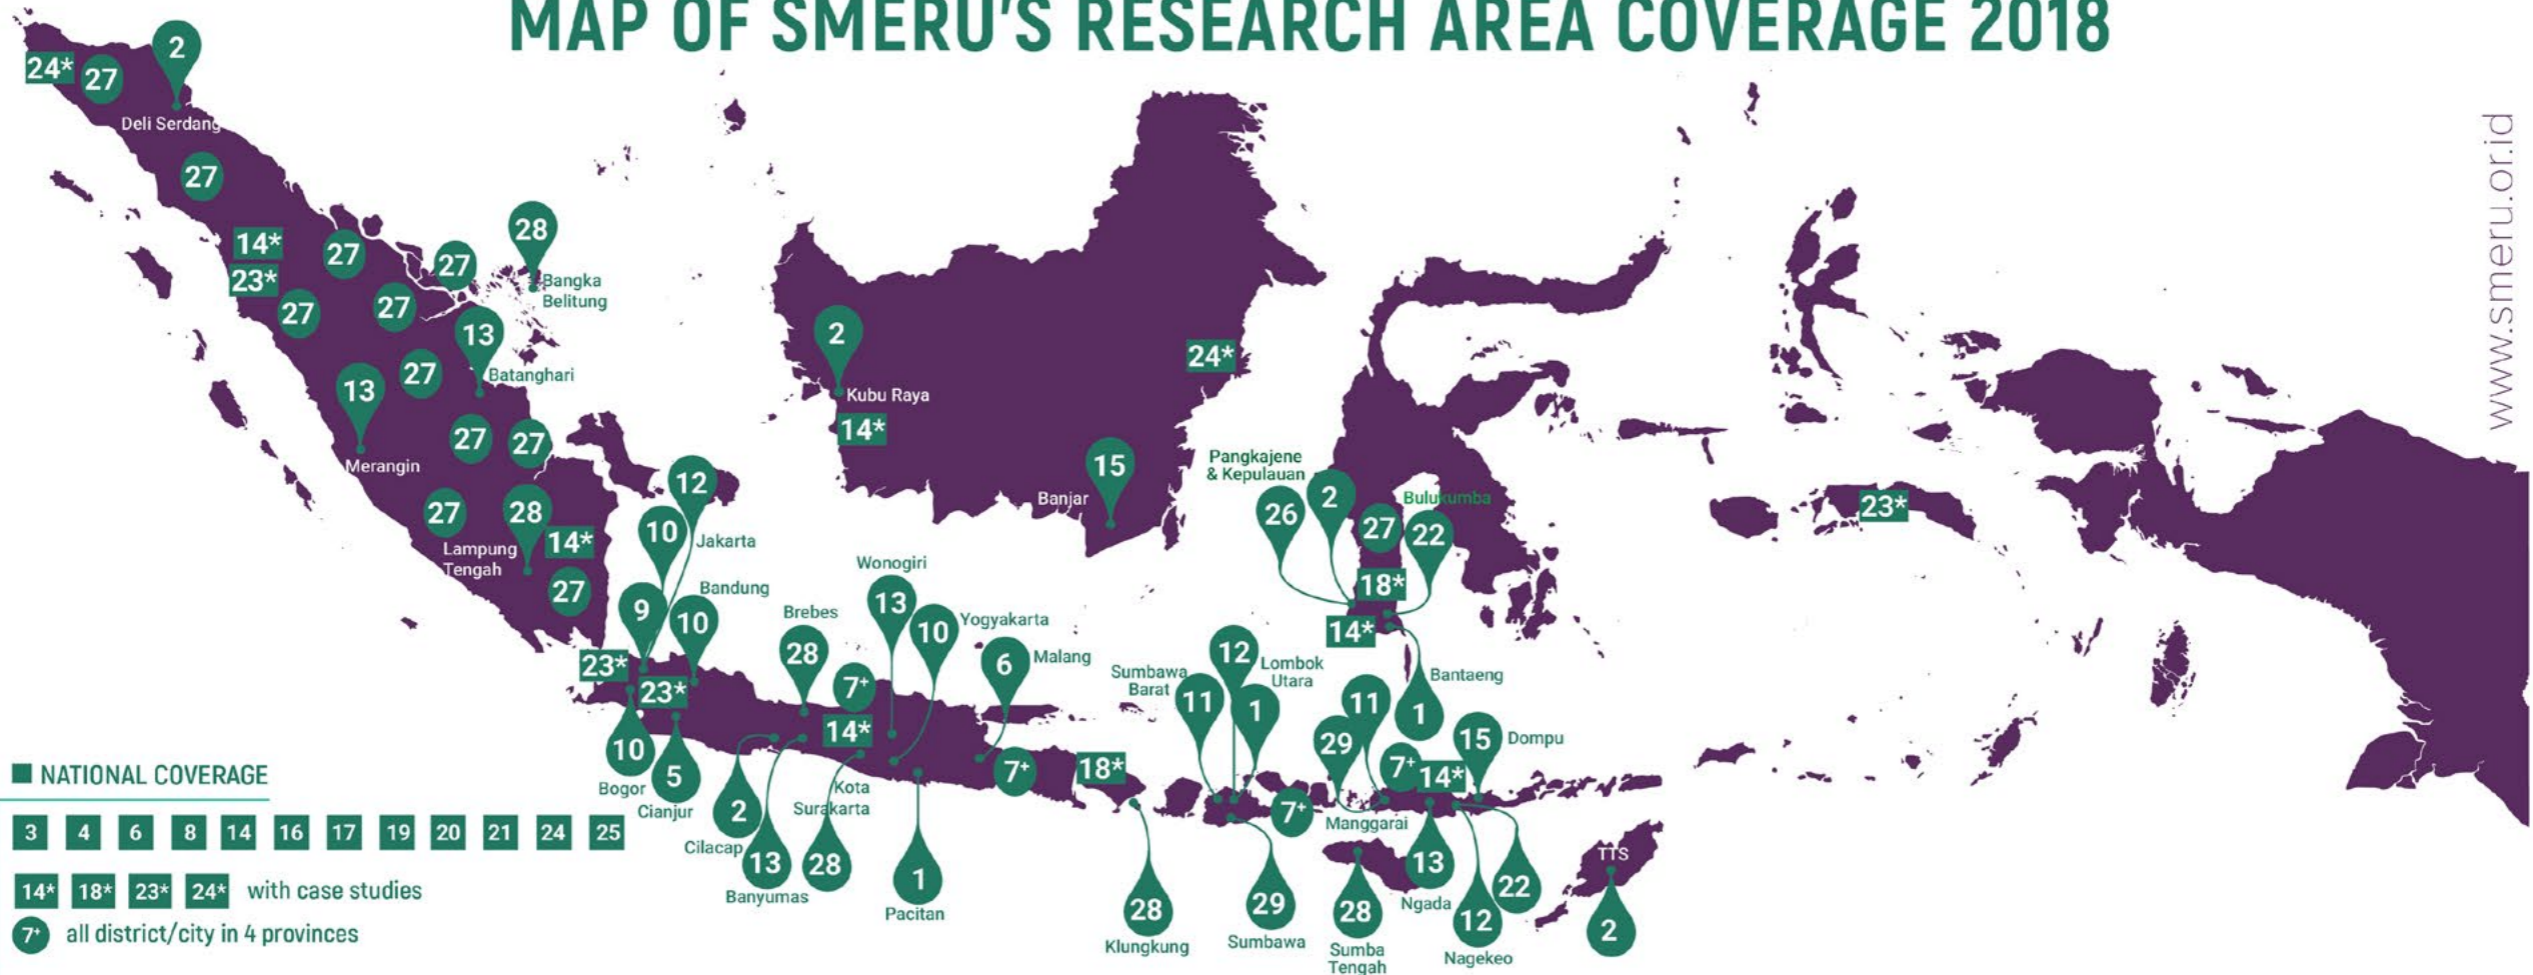 MAP OF SMERU'S RESEARCH AREA COVERAGE 2018
www.smeru.or.id
24*
27
2
Deli Serdang
27
14*
23*
27
27
27
27
28
Bangka
Belitung
13
Batanghari
27
13
Merangin
27
27
27
28
Lampung
Tengah
14*
27
2
Kubu Raya
14*
24*
15
Banjar
12
10
Jakarta
9
10
Bandung
23*
23*
10
Bogor
5
Cianjur
Brebes
28
7+
14*
Wonogiri
13
10
Yogyakarta
6
Malang
2
Cilacap
13
Banyumas
Kota
Surakarta
28
1
Pacitan
7+
18*
28
Klungkung
Pangkajene
& Kepulauan
26
2
27
Bulukumba
22
18*
14*
Bantaeng
1
Sumbawa
Barat
11
12
Lombok
Utara
1
7+
29
Sumbawa
29
11
Manggarai
7+
14*
15
Dompu
28
Sumba
Tengah
13
Ngada
12
Nagekeo
22
TTS
2
23*
NATIONAL COVERAGE
3 4 6 8 14 16 17 19 20 21 24 25
14* 18* 23* 24* with case studies
7+ all district/city in 4 provinces